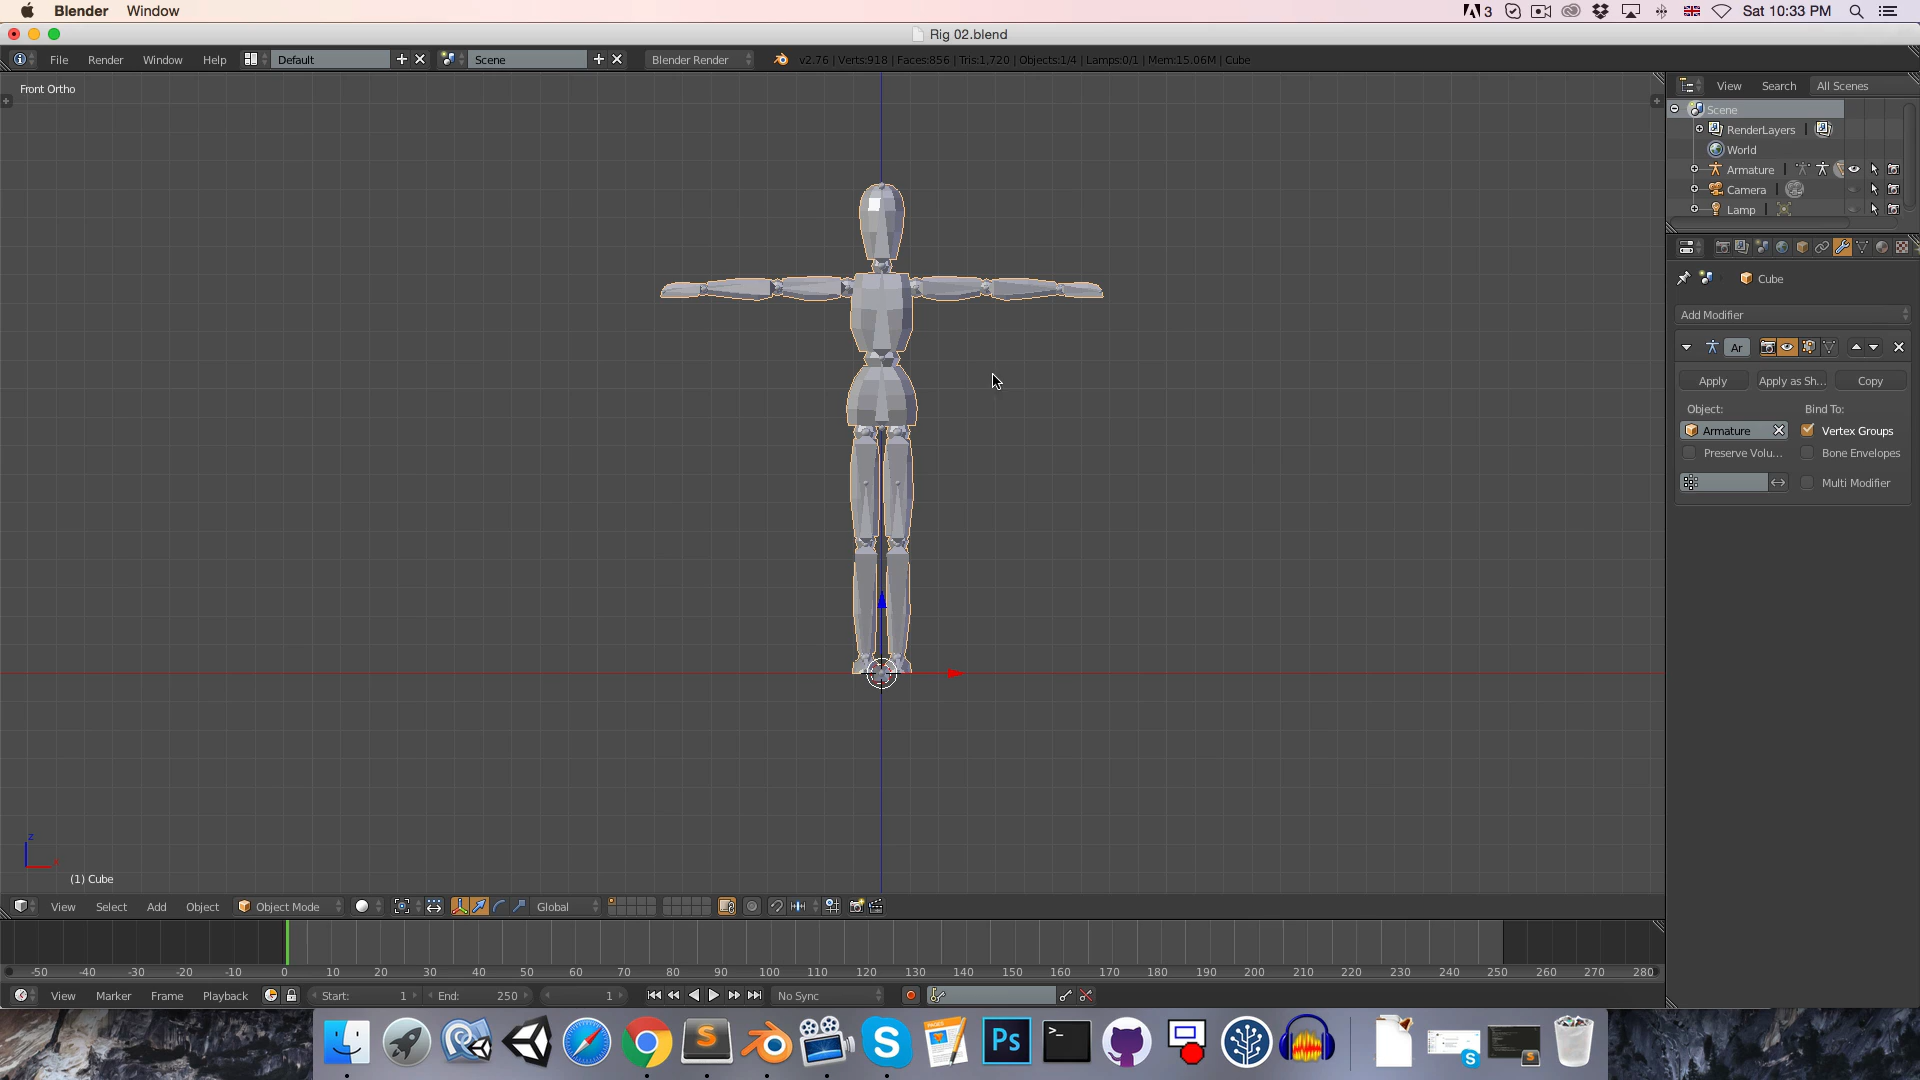 Blender Window
3 Sat 10:33 PM
Rig 02.blend
File Render Window Help Default Scene Blender Render v2.76 | Verts:918 | Faces:856 | Tris:1,720 | Objects:1/4 | Lamps:0/1 | Mem:15.06M | Cube
Front Ortho
View Search All Scenes
Scene
RenderLayers
World
Armature
Camera
Lamp
Cube
Add Modifier
Ar
Apply Apply as Sh... Copy
Object: Bind To:
Armature Vertex Groups
Preserve Volu... Bone Envelopes
Multi Modifier
z
x
(1) Cube
View Select Add Object Object Mode Global
-50 -40 -30 -20 -10 0 10 20 30 40 50 60 70 80 90 100 110 120 130 140 150 160 170 180 190 200 210 220 230 240 250 260 270 280
View Marker Frame Playback Start: 1 End: 250 1 No Sync
S Ps >_ PAGES